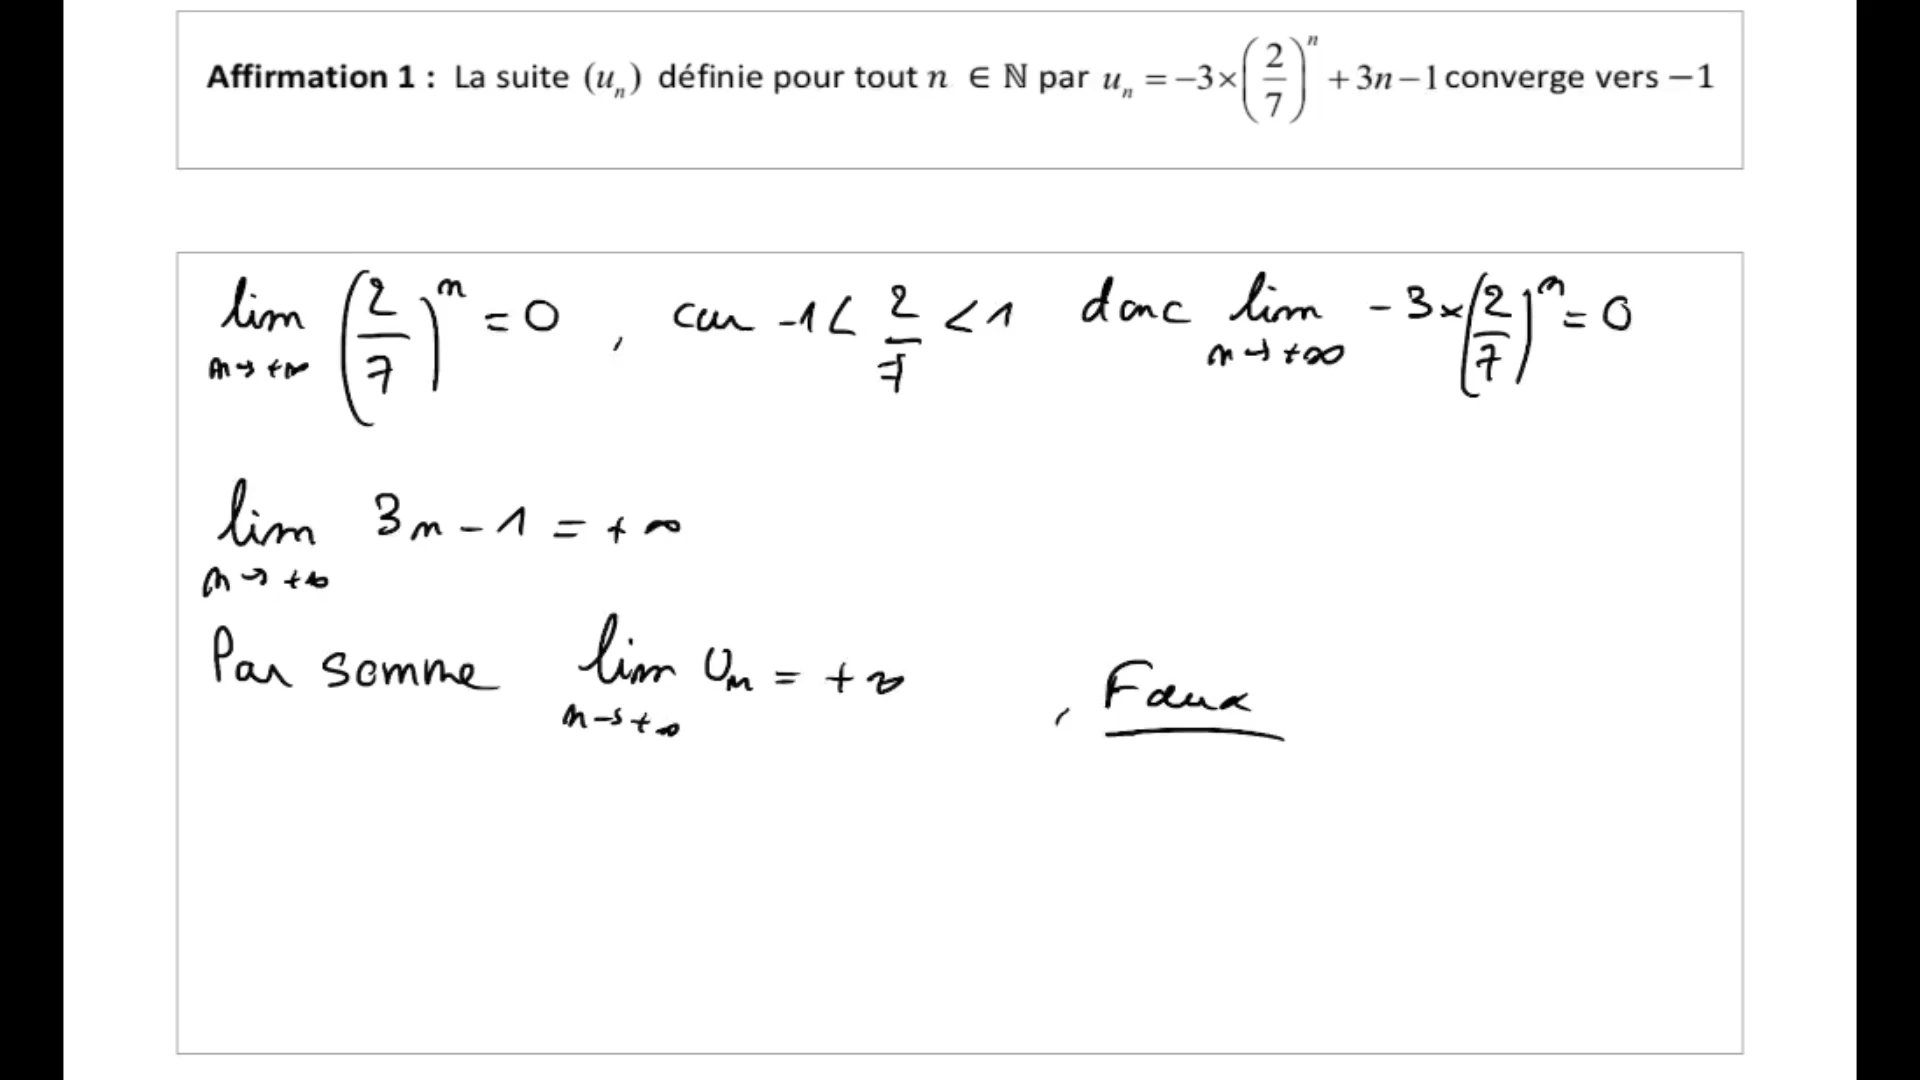 Affirmation 1 : La suite (uₙ) définie pour tout n ∈ ℕ par uₙ = −3×(2/7)ⁿ + 3n − 1 converge vers −1
lim n→+∞ (2/7)ⁿ = 0 , car -1 < 2/7 < 1 donc lim n→+∞ -3×(2/7)ⁿ = 0
lim n→+∞ 3n - 1 = +∞
Par somme lim n→+∞ Uₙ = +∞ , Faux